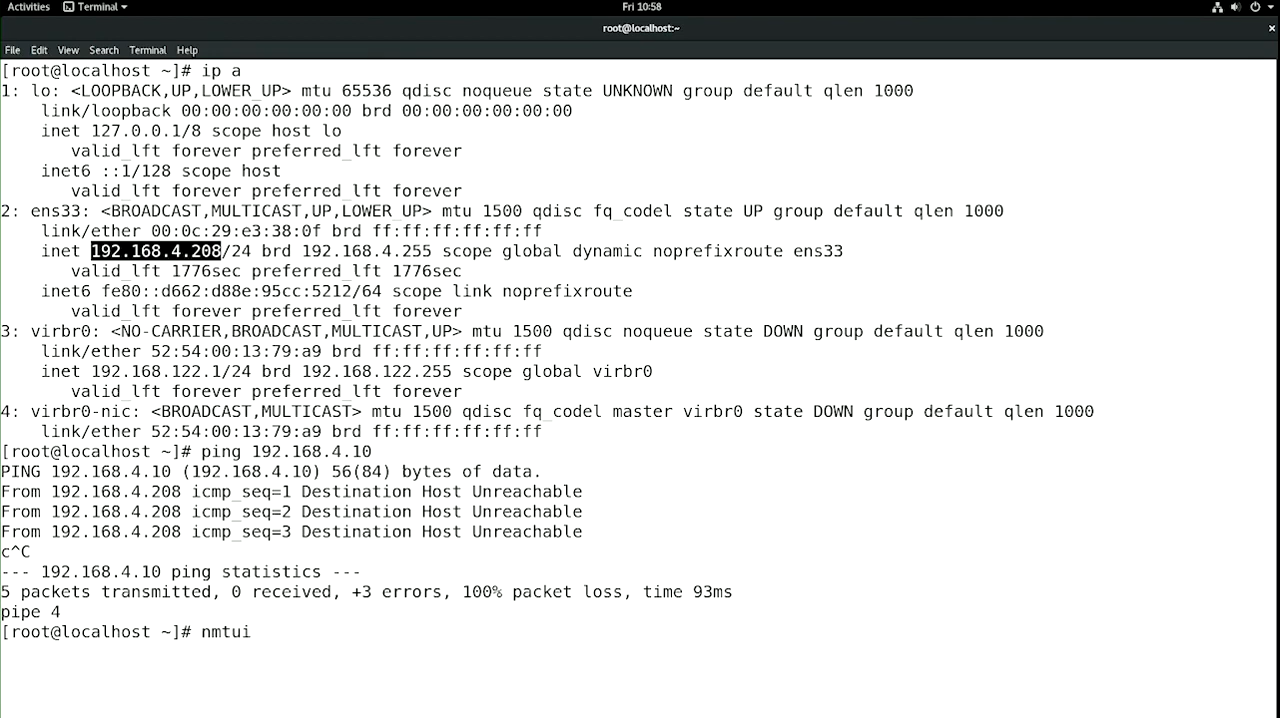 Activities Terminal Fri 10:58
root@localhost:~ ×
File Edit View Search Terminal Help
[root@localhost ~]# ip a
1: lo: <LOOPBACK,UP,LOWER_UP> mtu 65536 qdisc noqueue state UNKNOWN group default qlen 1000
    link/loopback 00:00:00:00:00:00 brd 00:00:00:00:00:00
    inet 127.0.0.1/8 scope host lo
       valid_lft forever preferred_lft forever
    inet6 ::1/128 scope host
       valid_lft forever preferred_lft forever
2: ens33: <BROADCAST,MULTICAST,UP,LOWER_UP> mtu 1500 qdisc fq_codel state UP group default qlen 1000
    link/ether 00:0c:29:e3:38:0f brd ff:ff:ff:ff:ff:ff
    inet 192.168.4.208/24 brd 192.168.4.255 scope global dynamic noprefixroute ens33
       valid_lft 1776sec preferred_lft 1776sec
    inet6 fe80::d662:d88e:95cc:5212/64 scope link noprefixroute
       valid_lft forever preferred_lft forever
3: virbr0: <NO-CARRIER,BROADCAST,MULTICAST,UP> mtu 1500 qdisc noqueue state DOWN group default qlen 1000
    link/ether 52:54:00:13:79:a9 brd ff:ff:ff:ff:ff:ff
    inet 192.168.122.1/24 brd 192.168.122.255 scope global virbr0
       valid_lft forever preferred_lft forever
4: virbr0-nic: <BROADCAST,MULTICAST> mtu 1500 qdisc fq_codel master virbr0 state DOWN group default qlen 1000
    link/ether 52:54:00:13:79:a9 brd ff:ff:ff:ff:ff:ff
[root@localhost ~]# ping 192.168.4.10
PING 192.168.4.10 (192.168.4.10) 56(84) bytes of data.
From 192.168.4.208 icmp_seq=1 Destination Host Unreachable
From 192.168.4.208 icmp_seq=2 Destination Host Unreachable
From 192.168.4.208 icmp_seq=3 Destination Host Unreachable
c^C
--- 192.168.4.10 ping statistics ---
5 packets transmitted, 0 received, +3 errors, 100% packet loss, time 93ms
pipe 4
[root@localhost ~]# nmtui